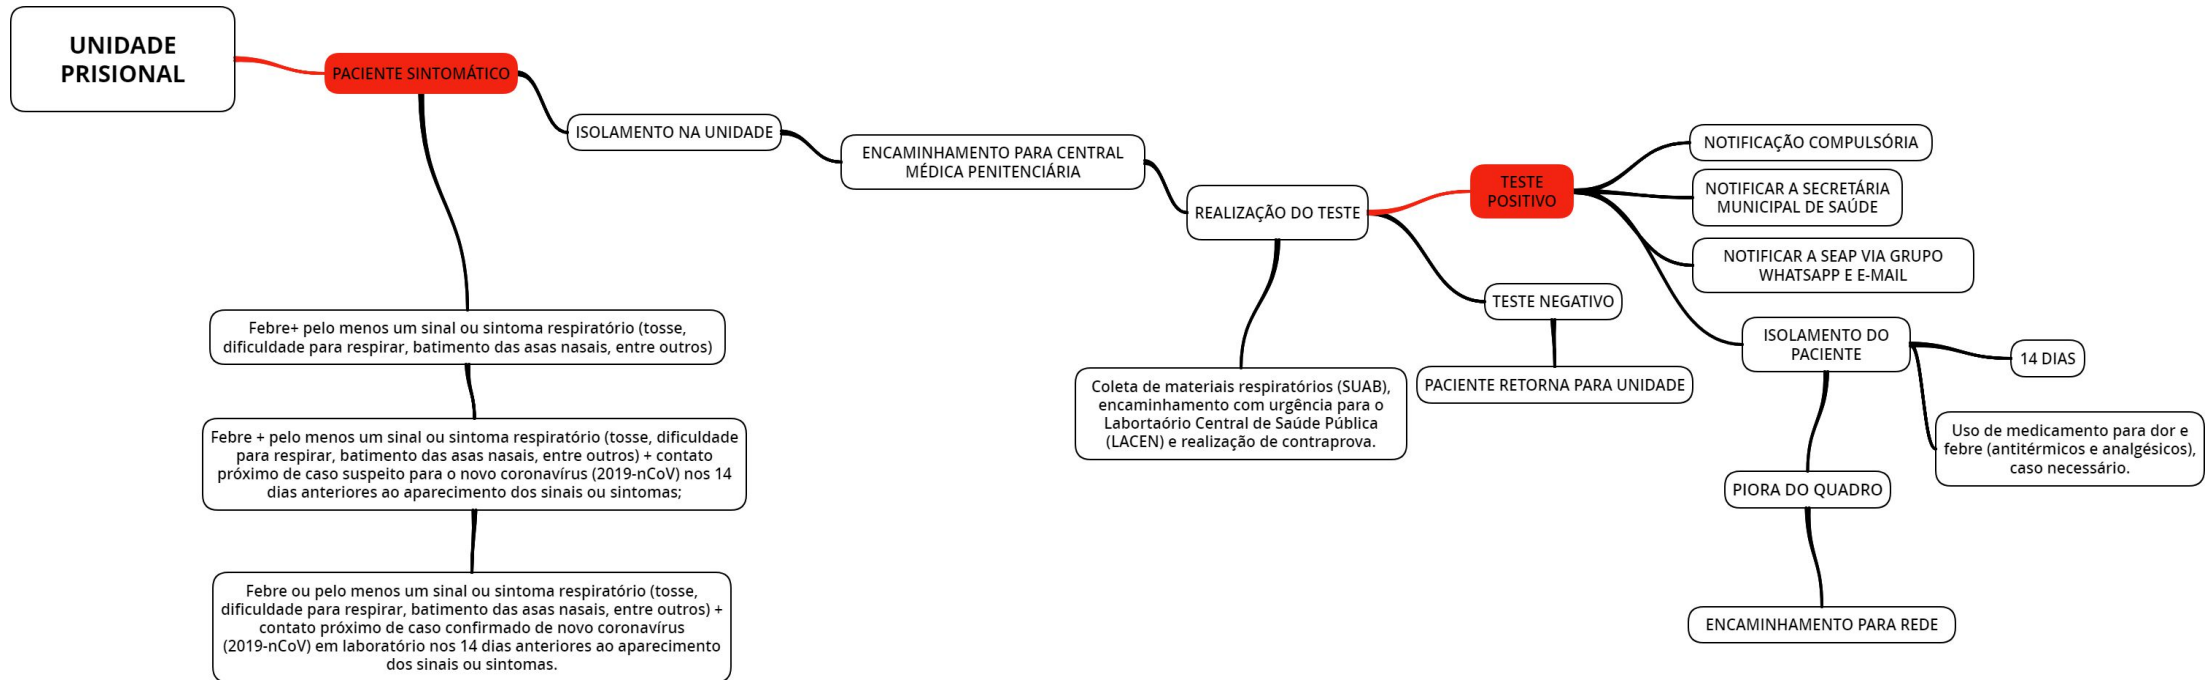 UNIDADE
PRISIONAL
PACIENTE SINTOMÁTICO
ISOLAMENTO NA UNIDADE
ENCAMINHAMENTO PARA CENTRAL
MÉDICA PENITENCIÁRIA
REALIZAÇÃO DO TESTE
TESTE
POSITIVO
NOTIFICAÇÃO COMPULSÓRIA
NOTIFICAR A SECRETÁRIA
MUNICIPAL DE SAÚDE
NOTIFICAR A SEAP VIA GRUPO
WHATSAPP E E-MAIL
ISOLAMENTO DO
PACIENTE
14 DIAS
Uso de medicamento para dor e
febre (antitérmicos e analgésicos),
caso necessário.
PIORA DO QUADRO
ENCAMINHAMENTO PARA REDE
TESTE NEGATIVO
PACIENTE RETORNA PARA UNIDADE
Coleta de materiais respiratórios (SUAB),
encaminhamento com urgência para o
Labortaório Central de Saúde Pública
(LACEN) e realização de contraprova.
Febre+ pelo menos um sinal ou sintoma respiratório (tosse,
dificuldade para respirar, batimento das asas nasais, entre outros)
Febre + pelo menos um sinal ou sintoma respiratório (tosse, dificuldade
para respirar, batimento das asas nasais, entre outros) + contato
próximo de caso suspeito para o novo coronavírus (2019-nCoV) nos 14
dias anteriores ao aparecimento dos sinais ou sintomas;
Febre ou pelo menos um sinal ou sintoma respiratório (tosse,
dificuldade para respirar, batimento das asas nasais, entre outros) +
contato próximo de caso confirmado de novo coronavírus
(2019-nCoV) em laboratório nos 14 dias anteriores ao aparecimento
dos sinais ou sintomas.